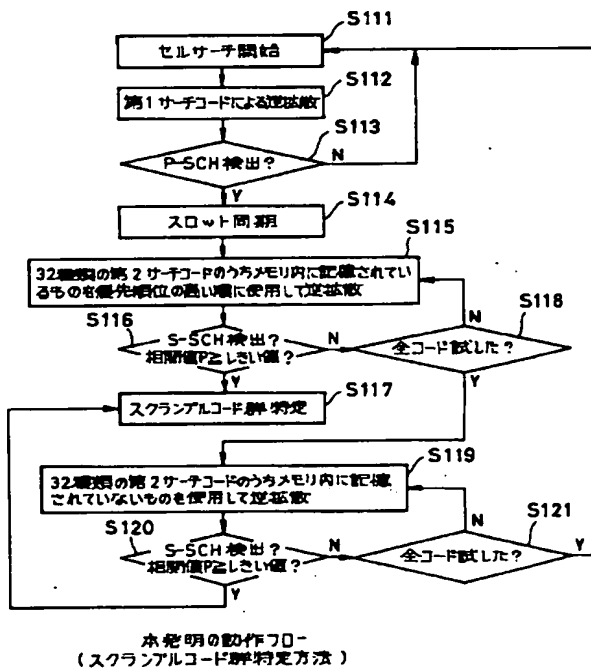 S111
セルサーチ開始
S112
第1サーチコードによる逆拡散
S113
P-SCH検出?
N
Y
S114
スロット同期
S115
32種類の第2サーチコードのうちメモリ内に記憶されてい
るものを優先順位の高い順に使用して逆拡散
S116
S-SCH検出?
相関値P≧しきい値?
N
Y
S118
全コード試した?
N
Y
S117
スクランブルコード群特定
S119
32種類の第2サーチコードのうちメモリ内に記憶
されていないものを使用して逆拡散
S120
S-SCH検出?
相関値P≧しきい値?
N
Y
S121
全コード試した?
N
Y
本発明の動作フロー
(スクランブルコード群特定方法)